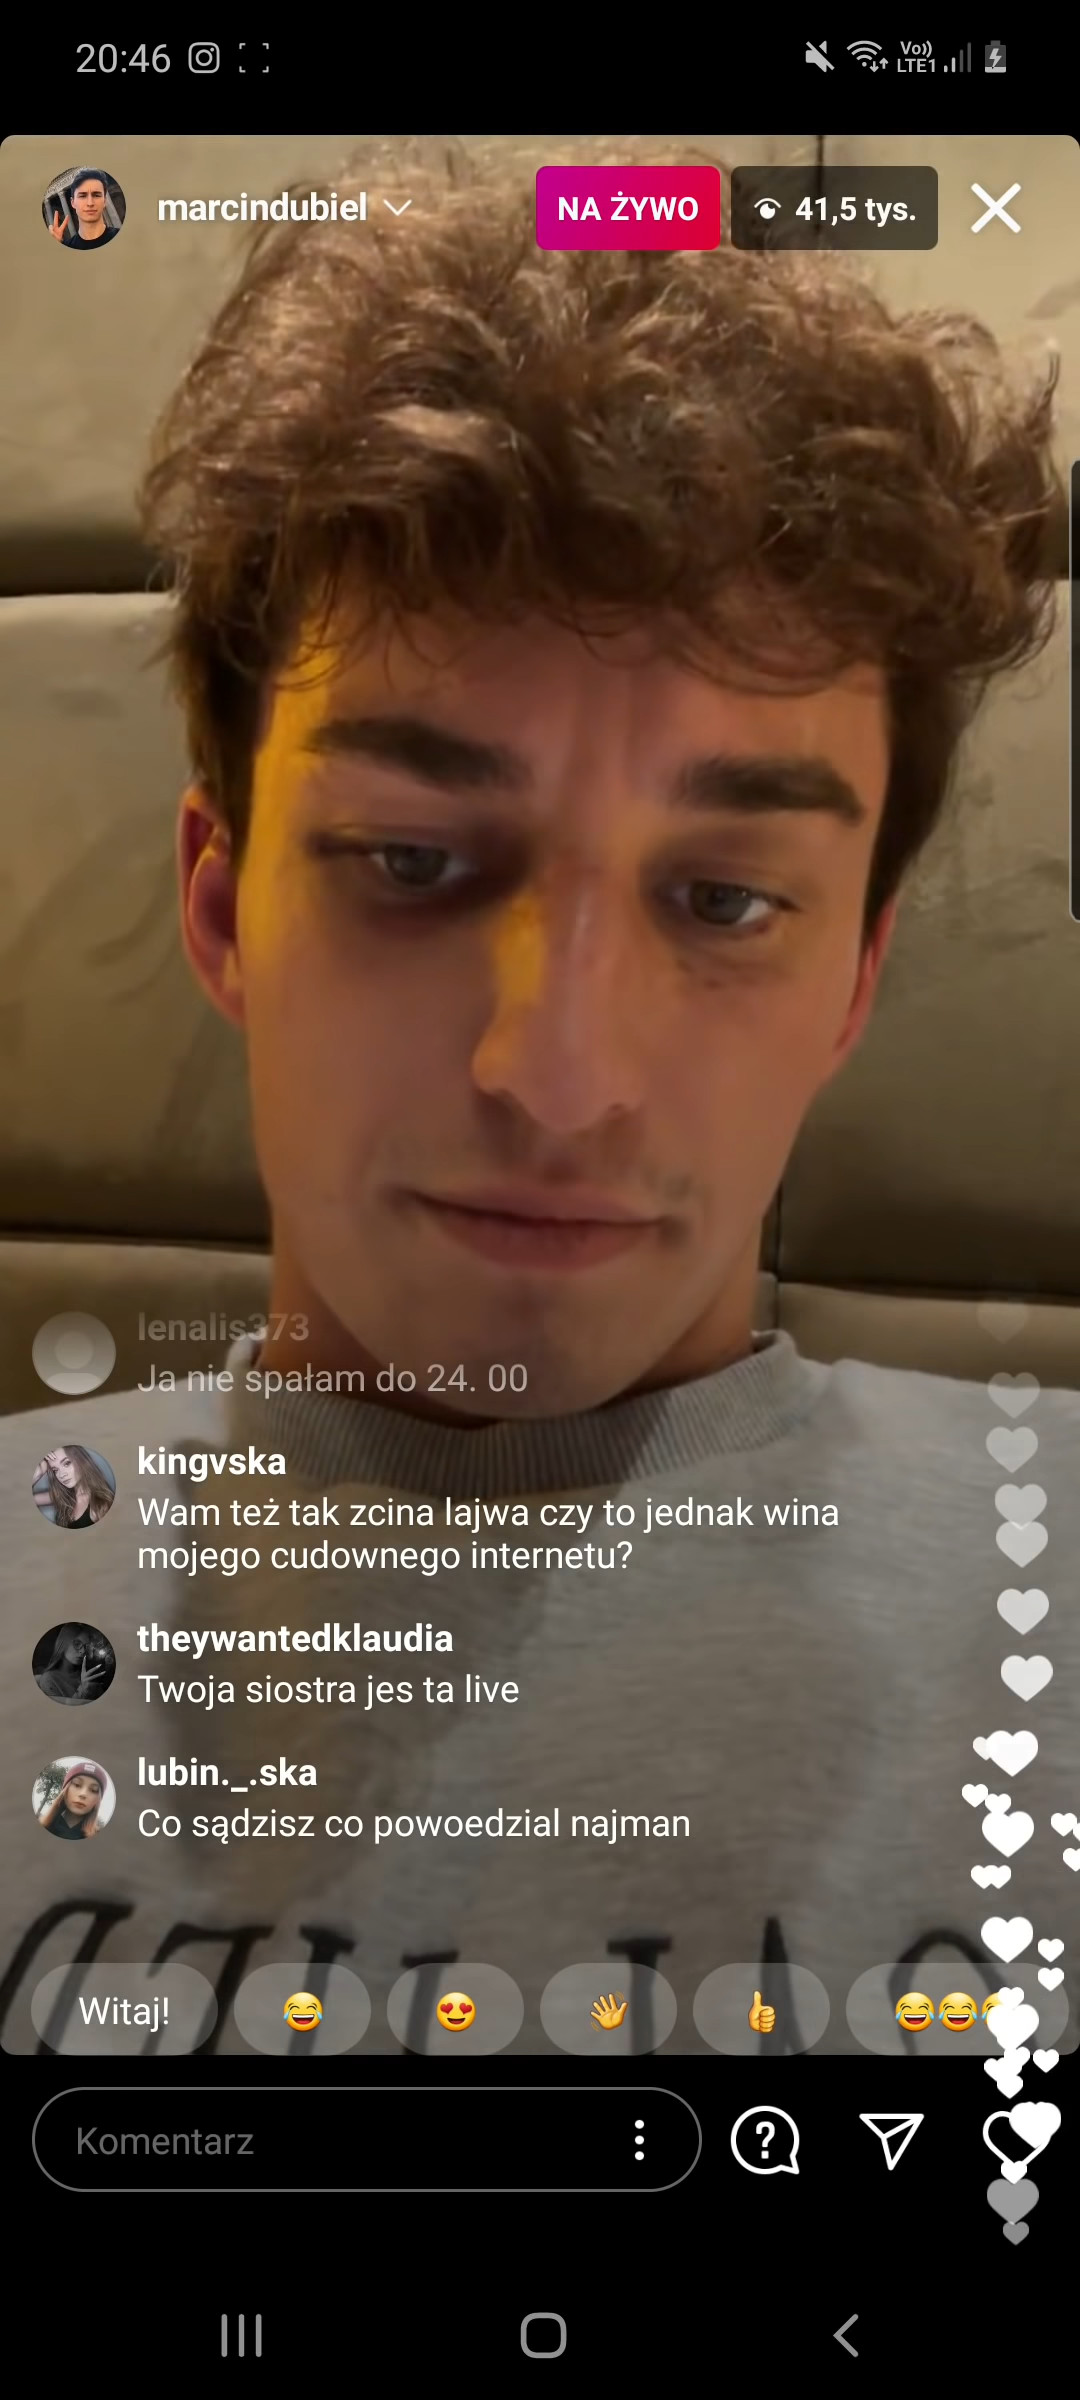 20:46
Vo))
LTE1
marcindubiel
NA ŻYWO
41,5 tys.
lenalis373
Ja nie spałam do 24. 00
kingvska
Wam też tak zcina lajwa czy to jednak wina
mojego cudownego internetu?
theywantedklaudia
Twoja siostra jes ta live
lubin._.ska
Co sądzisz co powoedzial najman
Witaj!
Komentarz